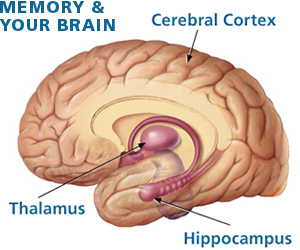 MEMORY &
YOUR BRAIN
Cerebral Cortex
Thalamus
Hippocampus